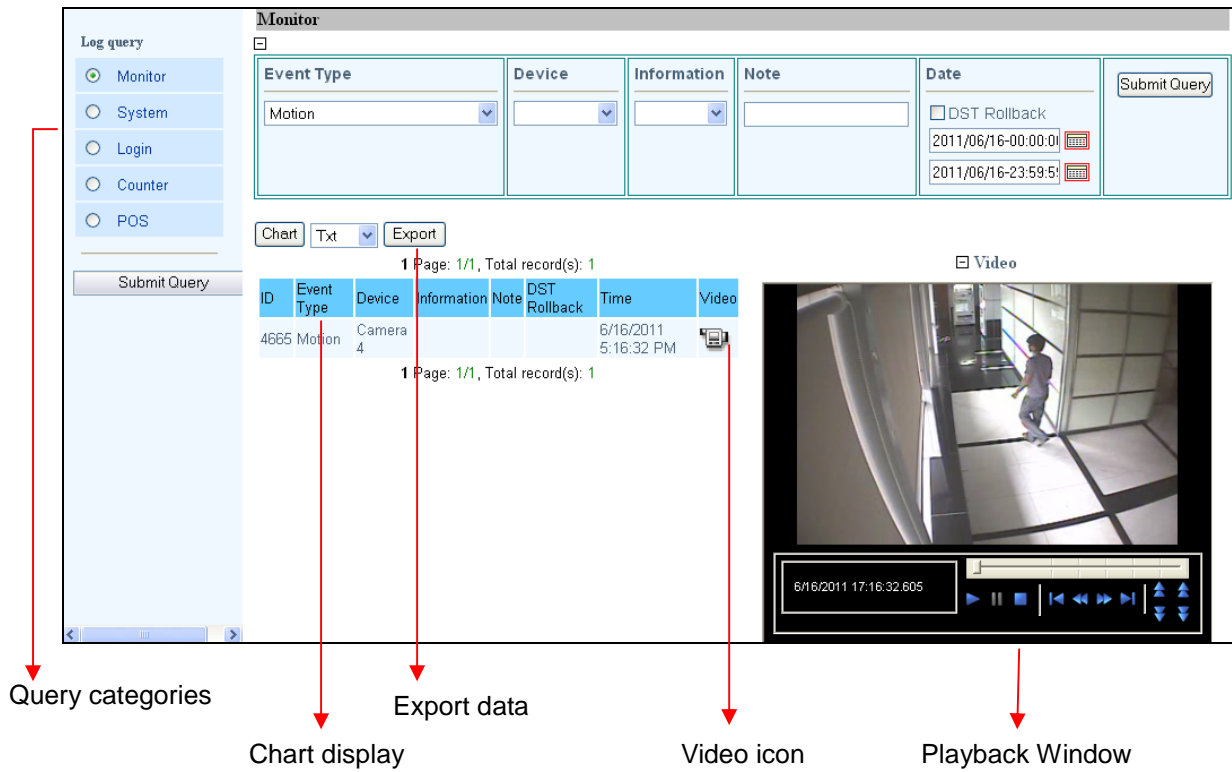 Monitor
Log query
Monitor
System
Login
Counter
POS
Submit Query
Event Type
Device
Information
Note
Date
Submit Query
Motion
DST Rollback
2011/06/16-00:00:0
2011/06/16-23:59:5
Chart
Txt
Export
1 Page: 1/1, Total record(s): 1
ID
Event Type
Device
Information
Note
DST Rollback
Time
Video
4665
Motion
Camera 4
6/16/2011 5:16:32 PM
1 Page: 1/1, Total record(s): 1
Video
6/16/2011 17:16:32.605
Query categories
Export data
Chart display
Video icon
Playback Window